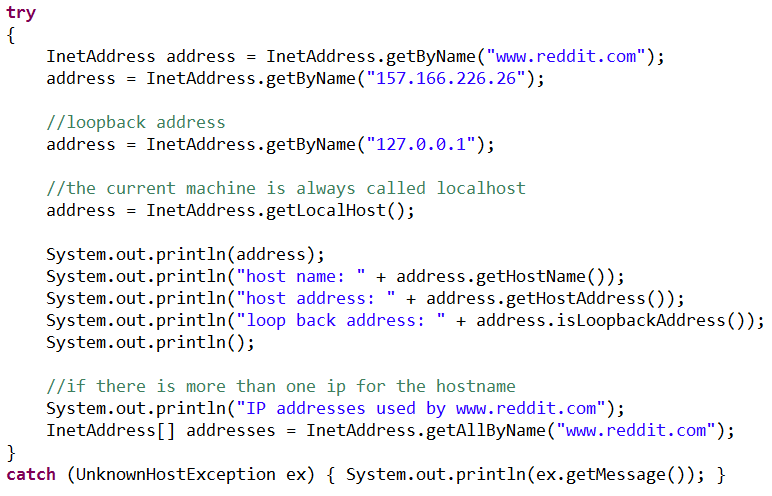 try
{
    InetAddress address = InetAddress.getByName("www.reddit.com");
    address = InetAddress.getByName("157.166.226.26");

    //loopback address
    address = InetAddress.getByName("127.0.0.1");

    //the current machine is always called localhost
    address = InetAddress.getLocalHost();

    System.out.println(address);
    System.out.println("host name: " + address.getHostName());
    System.out.println("host address: " + address.getHostAddress());
    System.out.println("loop back address: " + address.isLoopbackAddress());
    System.out.println();

    //if there is more than one ip for the hostname
    System.out.println("IP addresses used by www.reddit.com");
    InetAddress[] addresses = InetAddress.getAllByName("www.reddit.com");
}
catch (UnknownHostException ex) { System.out.println(ex.getMessage()); }